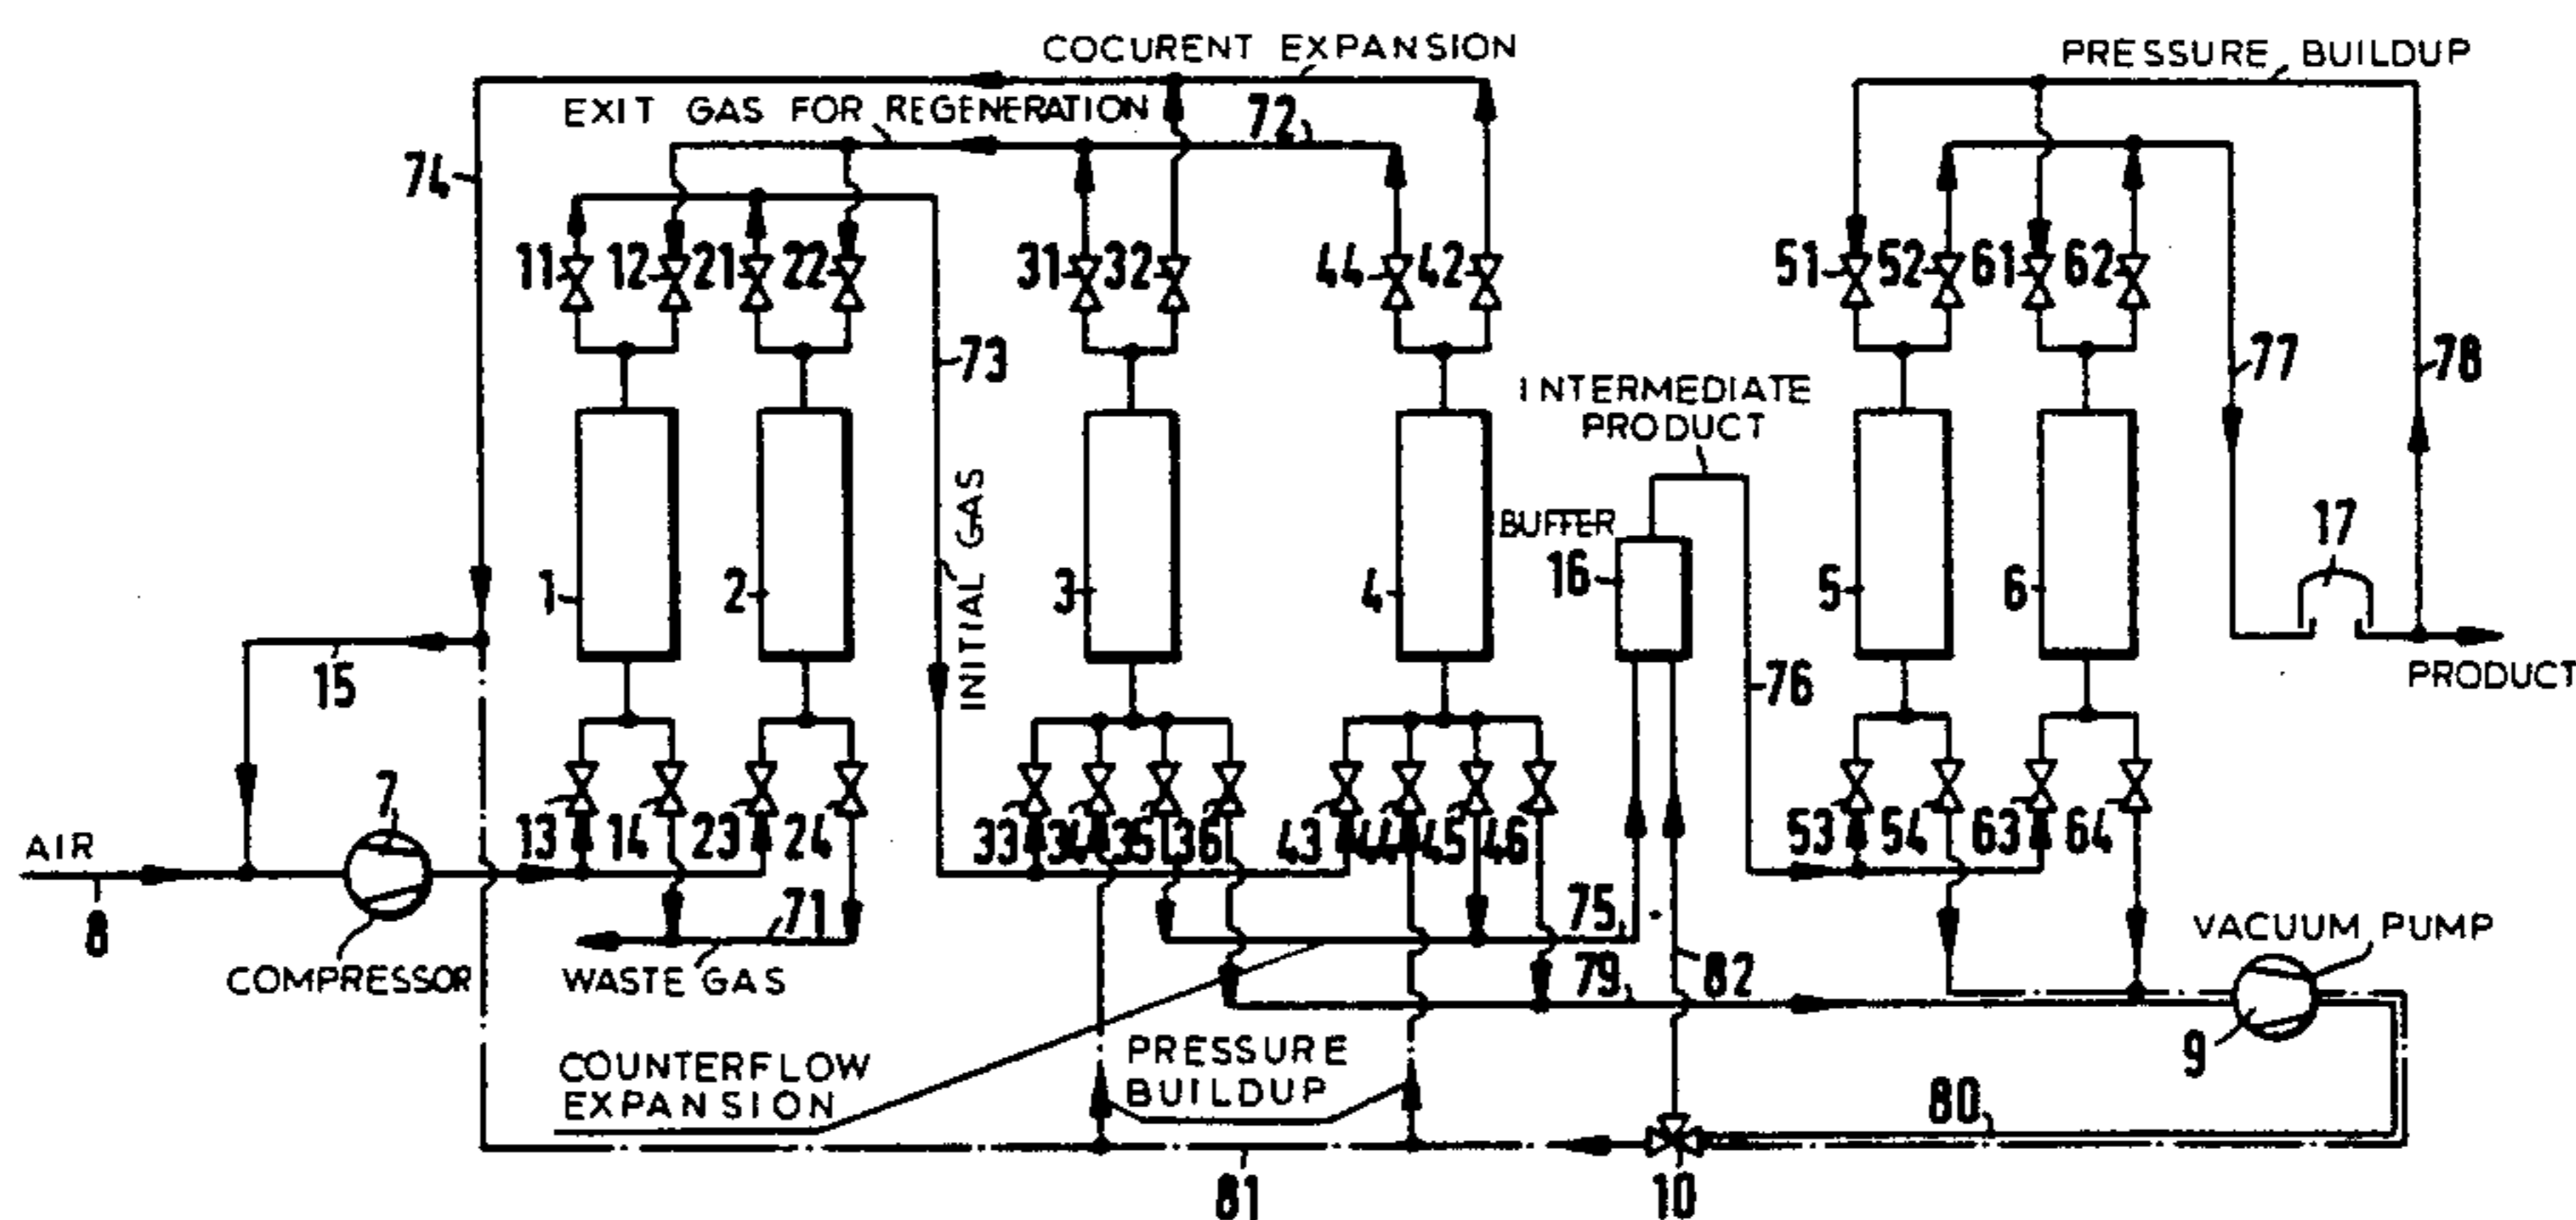 COCURENT EXPANSION
PRESSURE BUILDUP
EXIT GAS FOR REGENERATION
72
74
11 12 21 22 31 32 44 42 51 52 61 62
73
77
78
INTERMEDIATE
PRODUCT
INITIAL GAS
BUFFER
16
17
1 2 3 4 5 6
15
76
PRODUCT
7
AIR
8
13 14 23 24 33 34 35 36 43 44 45 46 53 54 63 64
71
75
COMPRESSOR
WASTE GAS
79
82
VACUUM PUMP
9
COUNTERFLOW
EXPANSION
PRESSURE
BUILDUP
80
81
10